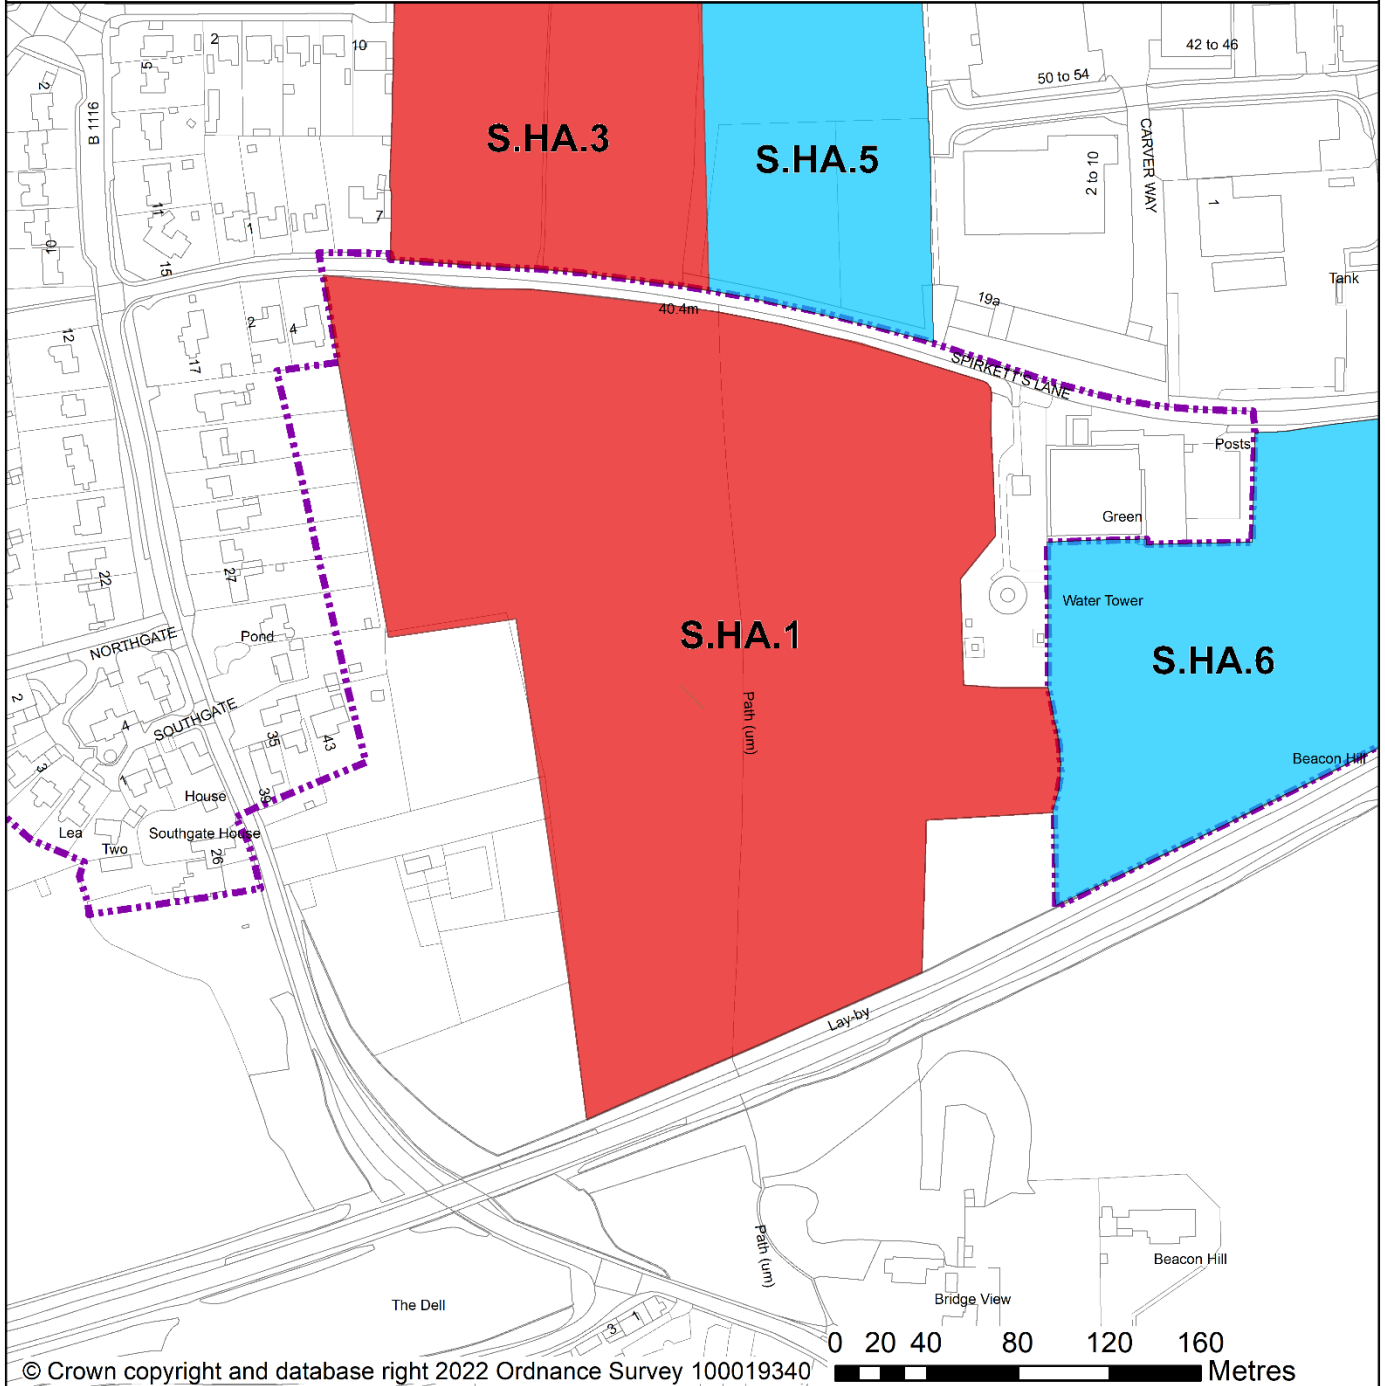 2
10
42 to 46
5
50 to 54
2
B 1116
S.HA.3
S.HA.5
CARVER WAY
2 to 10
11
1
7
1
10
15
Tank
19a
40.4m
2
4
12
17
SPIRKETT'S LANE
Posts
Green
22
27
Water Tower
NORTHGATE
Pond
S.HA.1
S.HA.6
2
4
SOUTHGATE
Path (um)
35
43
Beacon Hill
3
1
House
39
Lea
Two
Southgate House
26
Lay-by
Path (um)
Beacon Hill
The Dell
Bridge View
3
1
0 20 40 80 120 160
Metres
© Crown copyright and database right 2022 Ordnance Survey 100019340